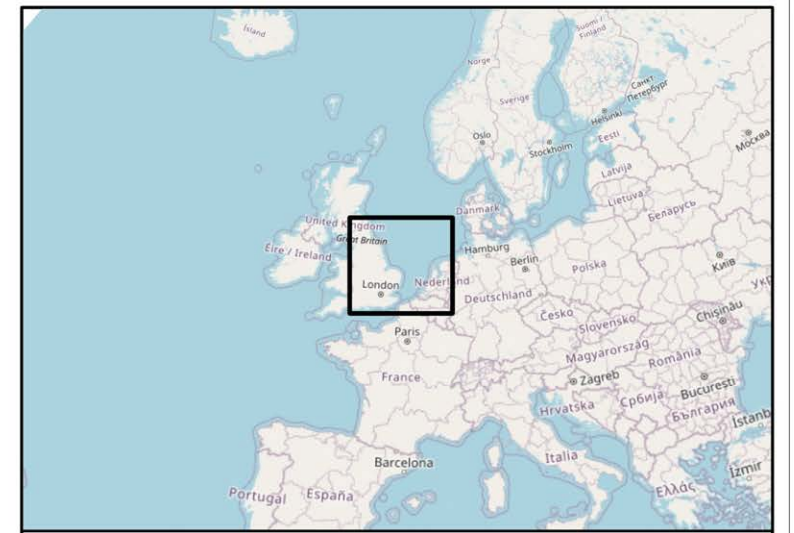 Ísland
Suomi /
Finland
Norge
Sverige
Санкт
Петербург
Helsinki
Oslo
Stockholm
Eesti
Москва
Latvija
Danmark
Lietuva
Беларусь
United Kingdom
Great Britain
Éire / Ireland
Hamburg
Berlin
Polska
Київ
London
Nederland
Deutschland
Укр
Česko
Slovensko
Chișinău
Paris
Magyarország
România
France
Zagreb
București
Hrvatska
Србија
България
Istanb
Barcelona
Italia
İzmir
Portugal
España
Ελλάς